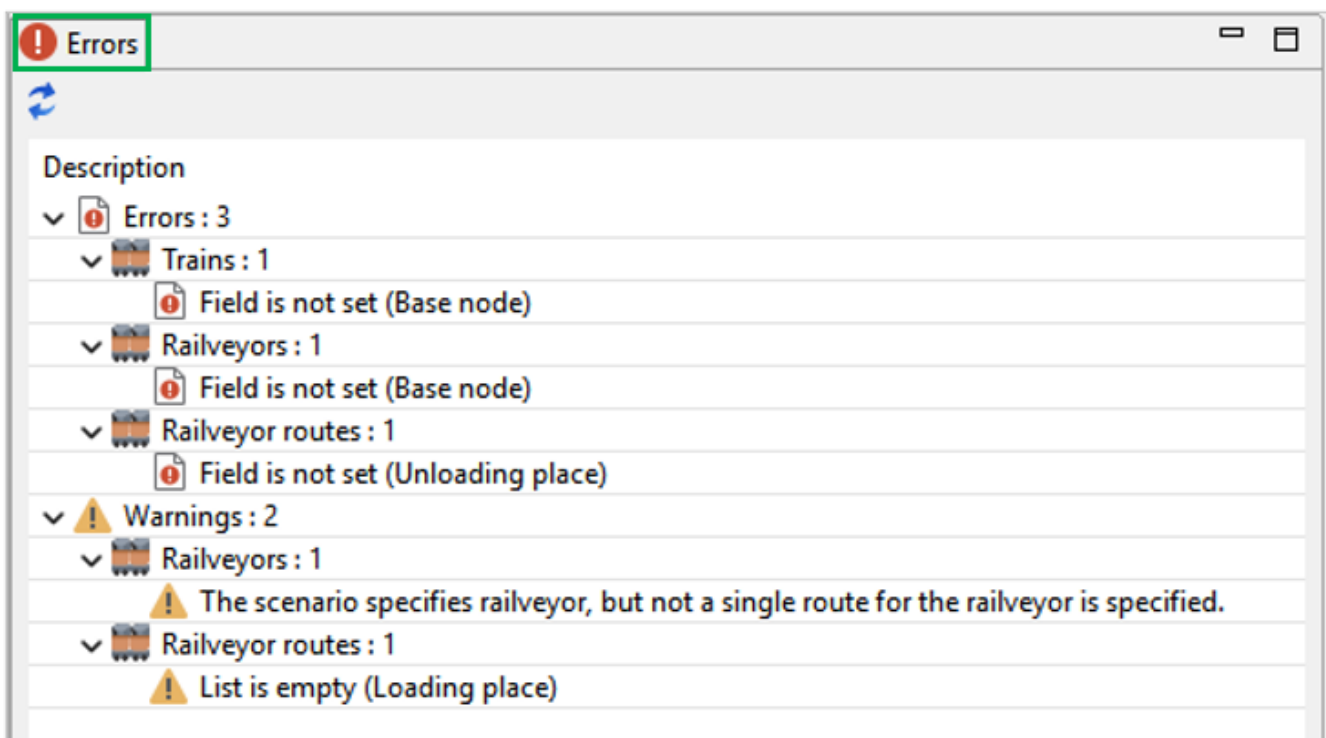 Errors
Description
Errors : 3
Trains : 1
Field is not set (Base node)
Railveyors : 1
Field is not set (Base node)
Railveyor routes : 1
Field is not set (Unloading place)
Warnings : 2
Railveyors : 1
The scenario specifies railveyor, but not a single route for the railveyor is specified.
Railveyor routes : 1
List is empty (Loading place)